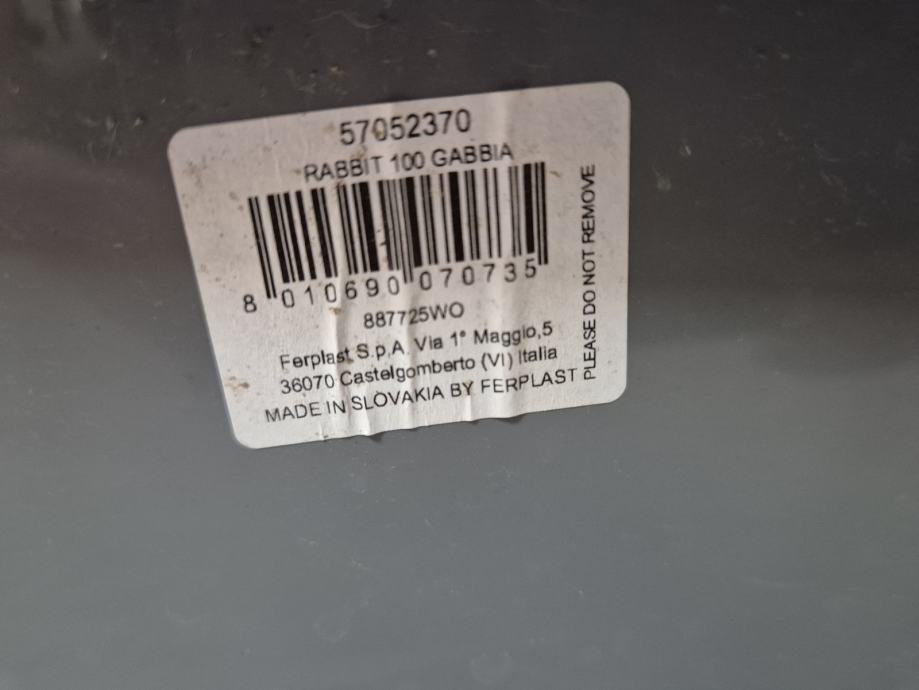 57052370
RABBIT 100 GABBIA
8 010690 070735
887725WO
Ferplast S.p.A. Via 1° Maggio,5
36070 Castelgomberto (VI) Italia
MADE IN SLOVAKIA BY FERPLAST
PLEASE DO NOT REMOVE